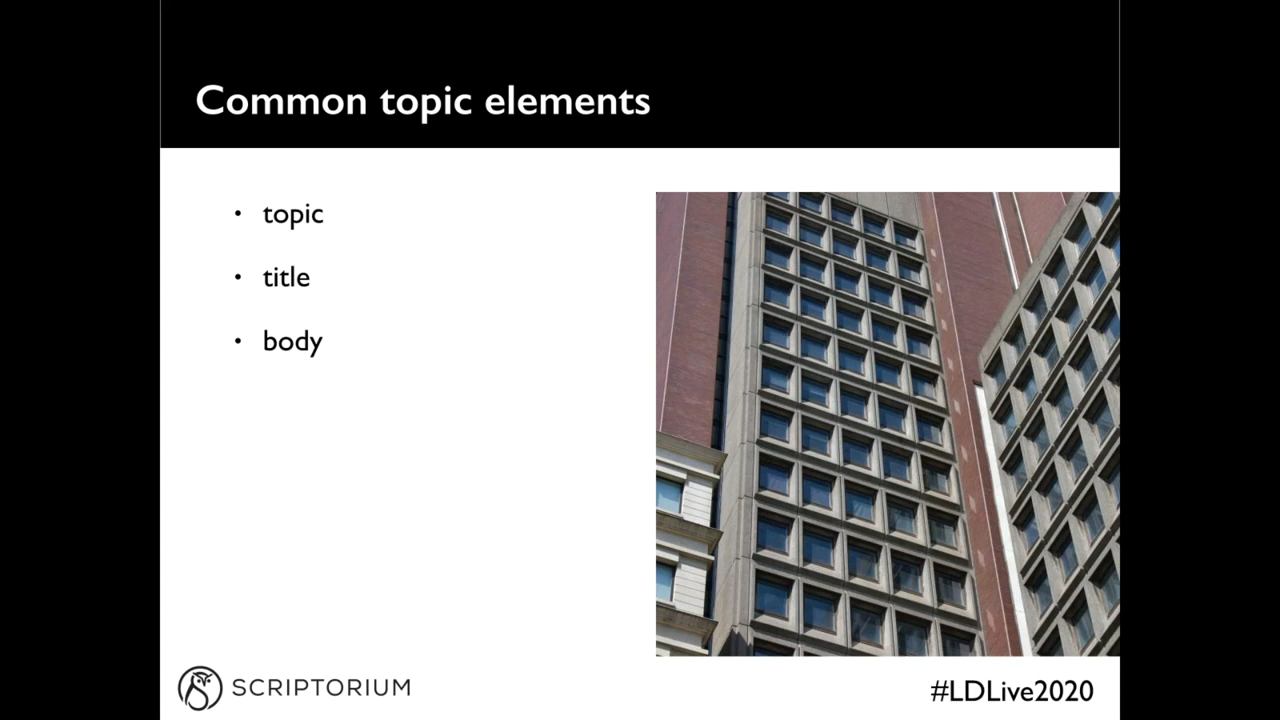 Common topic elements
• topic
• title
• body
SCRIPTORIUM
#LDLive2020